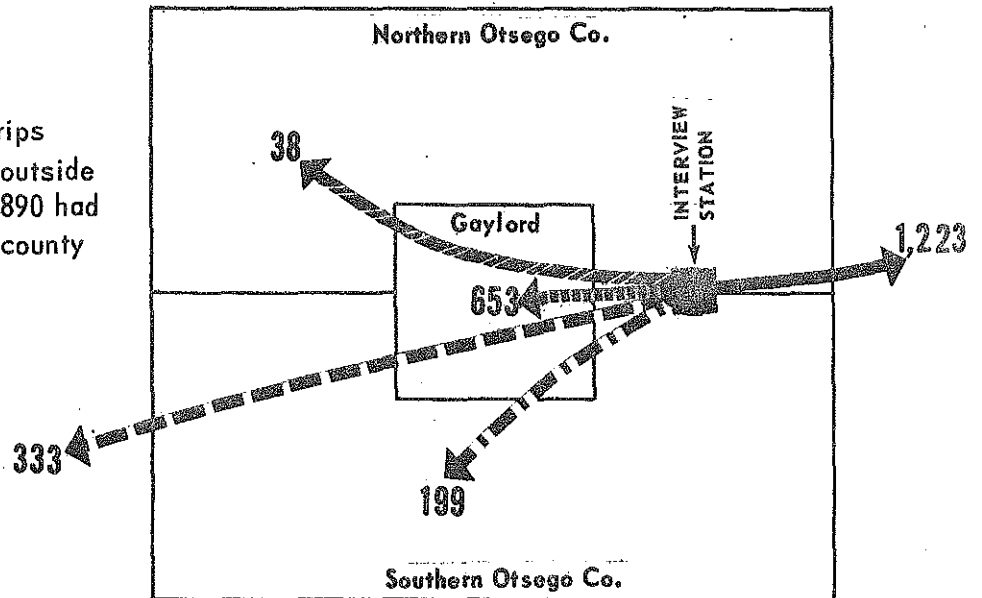 Northern Otsego Co.
rips
outside
890 had
county
38
INTERVIEW
STATION
Gaylord
1,223
653
333
199
Southern Otsego Co.